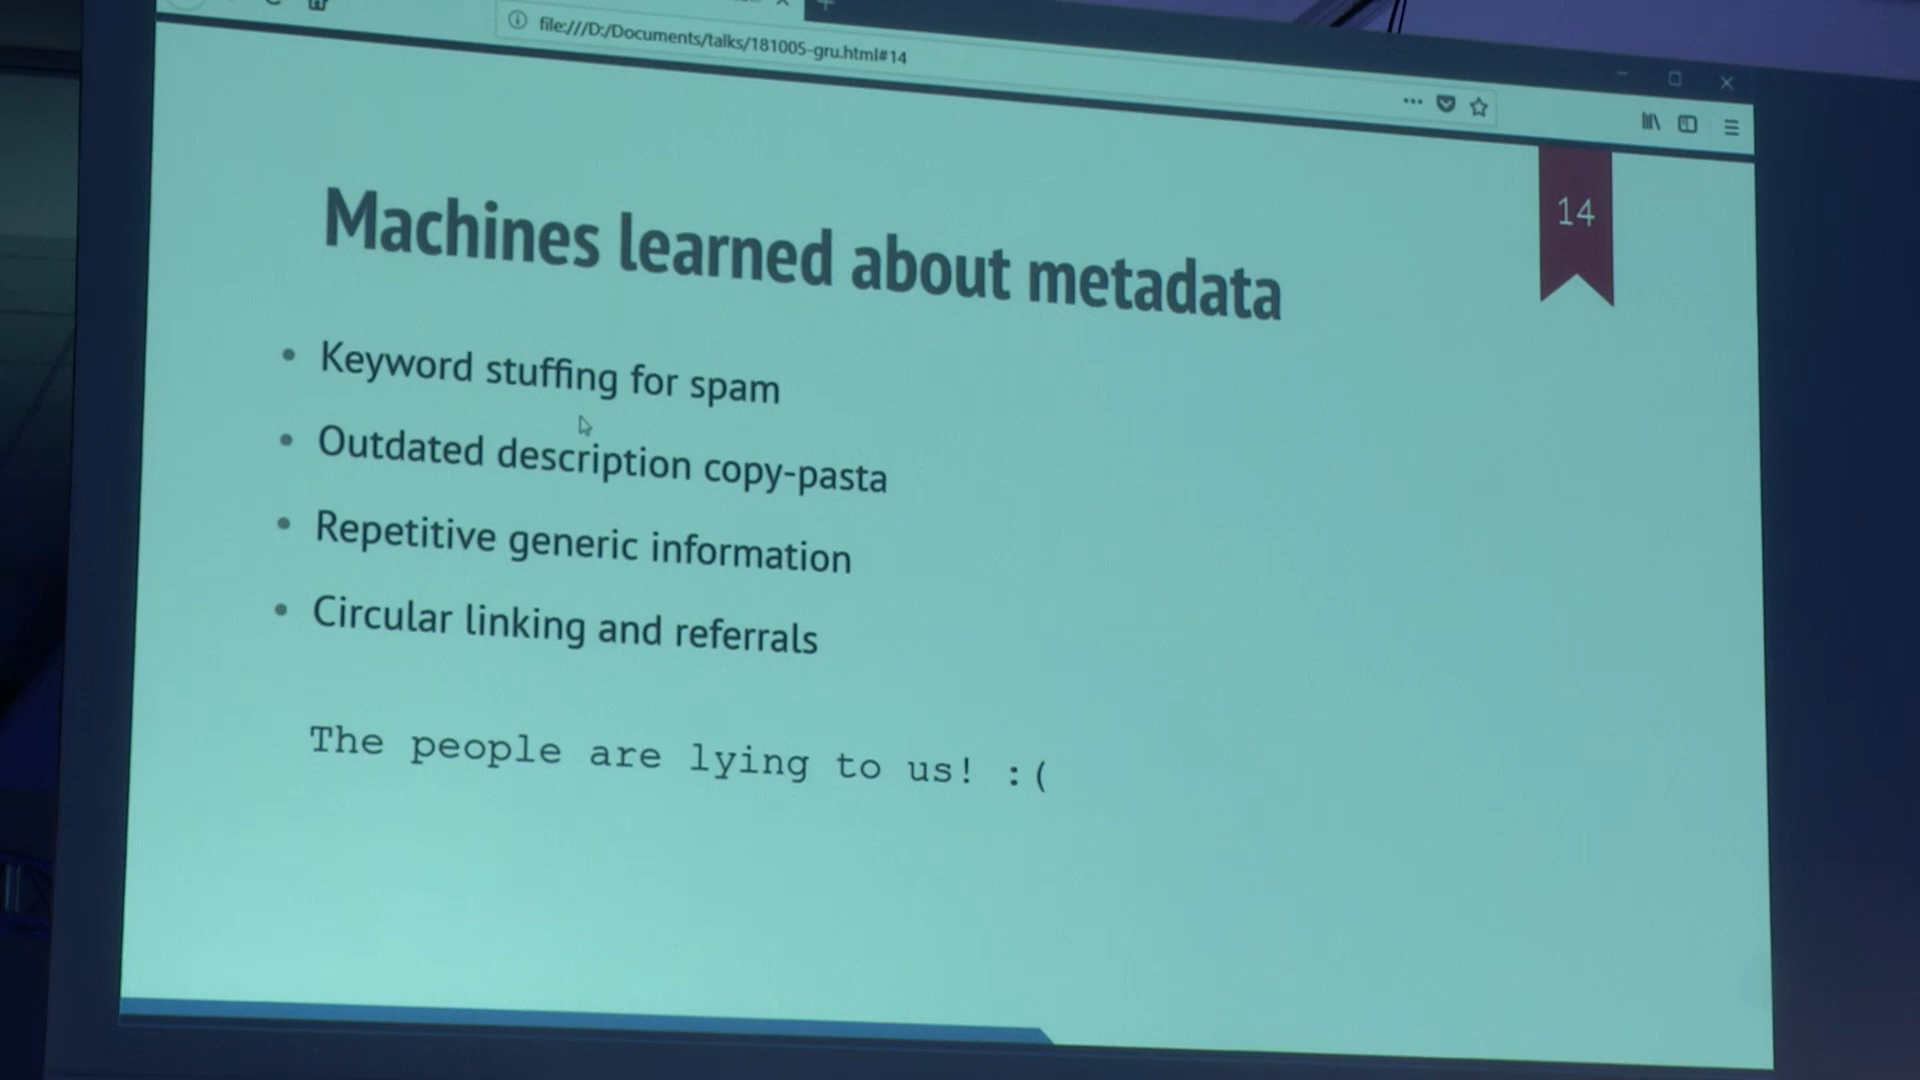 file:///D:/Documents/talks/181005-gru.html#14
14
Machines learned about metadata
• Keyword stuffing for spam
• Outdated description copy-pasta
• Repetitive generic information
• Circular linking and referrals
The people are lying to us! :(